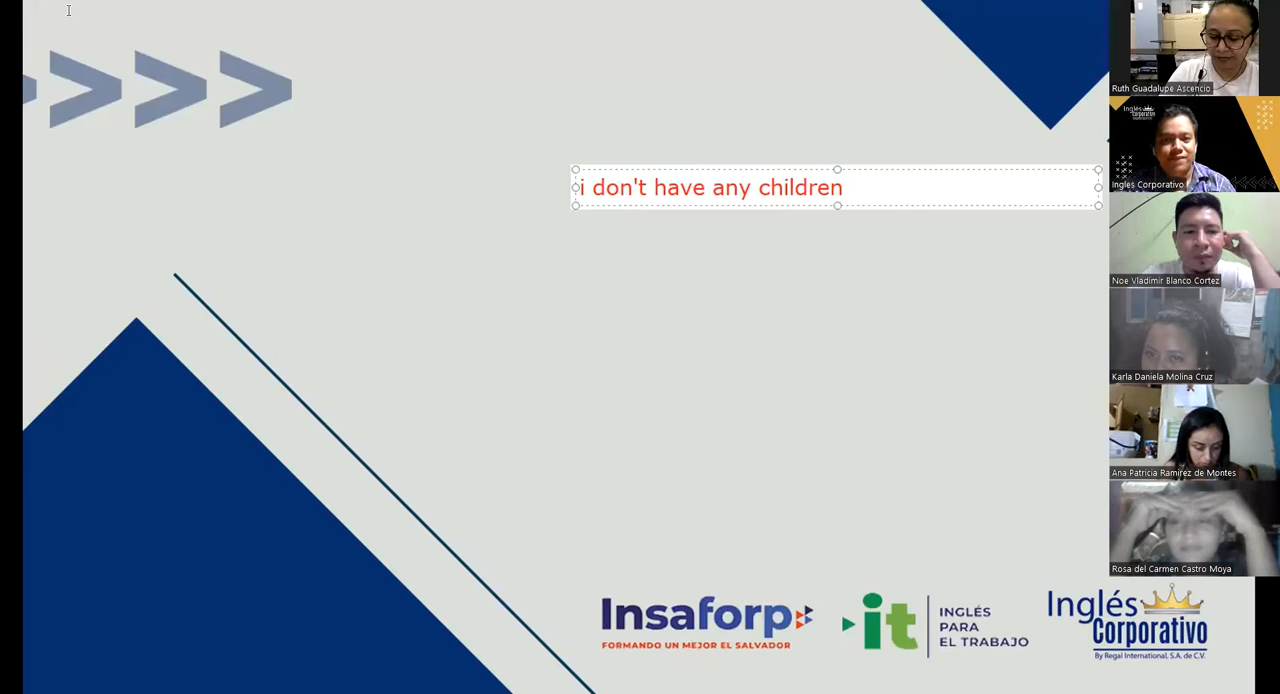 i don't have any children
Ruth Guadalupe Ascencio
Inglés
Corporativo
Ingles Corporativo
Noe Vladimir Blanco Cortez
Karla Daniela Molina Cruz
Ana Patricia Ramirez de Montes
Rosa del Carmen Castro Moya
Insaforp
FORMANDO UN MEJOR EL SALVADOR
it
INGLÉS
PARA
EL TRABAJO
Inglés
Corporativo
By Regal International, S.A. de C.V.